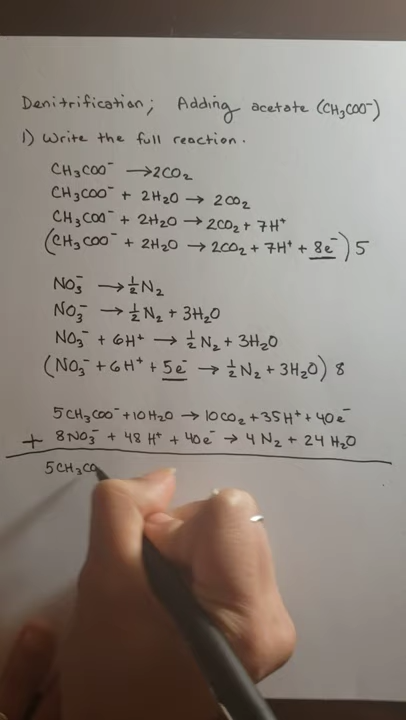 Denitrification; Adding acetate (CH₃COO⁻)
1) Write the full reaction.
CH₃COO⁻ → 2CO₂
CH₃COO⁻ + 2H₂O → 2CO₂
CH₃COO⁻ + 2H₂O → 2CO₂ + 7H⁺
(CH₃COO⁻ + 2H₂O → 2CO₂ + 7H⁺ + 8e⁻) 5
NO₃⁻ → ½N₂
NO₃⁻ → ½N₂ + 3H₂O
NO₃⁻ + 6H⁺ → ½N₂ + 3H₂O
(NO₃⁻ + 6H⁺ + 5e⁻ → ½N₂ + 3H₂O) 8
5CH₃COO⁻ + 10H₂O → 10CO₂ + 35H⁺ + 40e⁻
+ 8NO₃⁻ + 48H⁺ + 40e⁻ → 4N₂ + 24H₂O
5CH₃CO